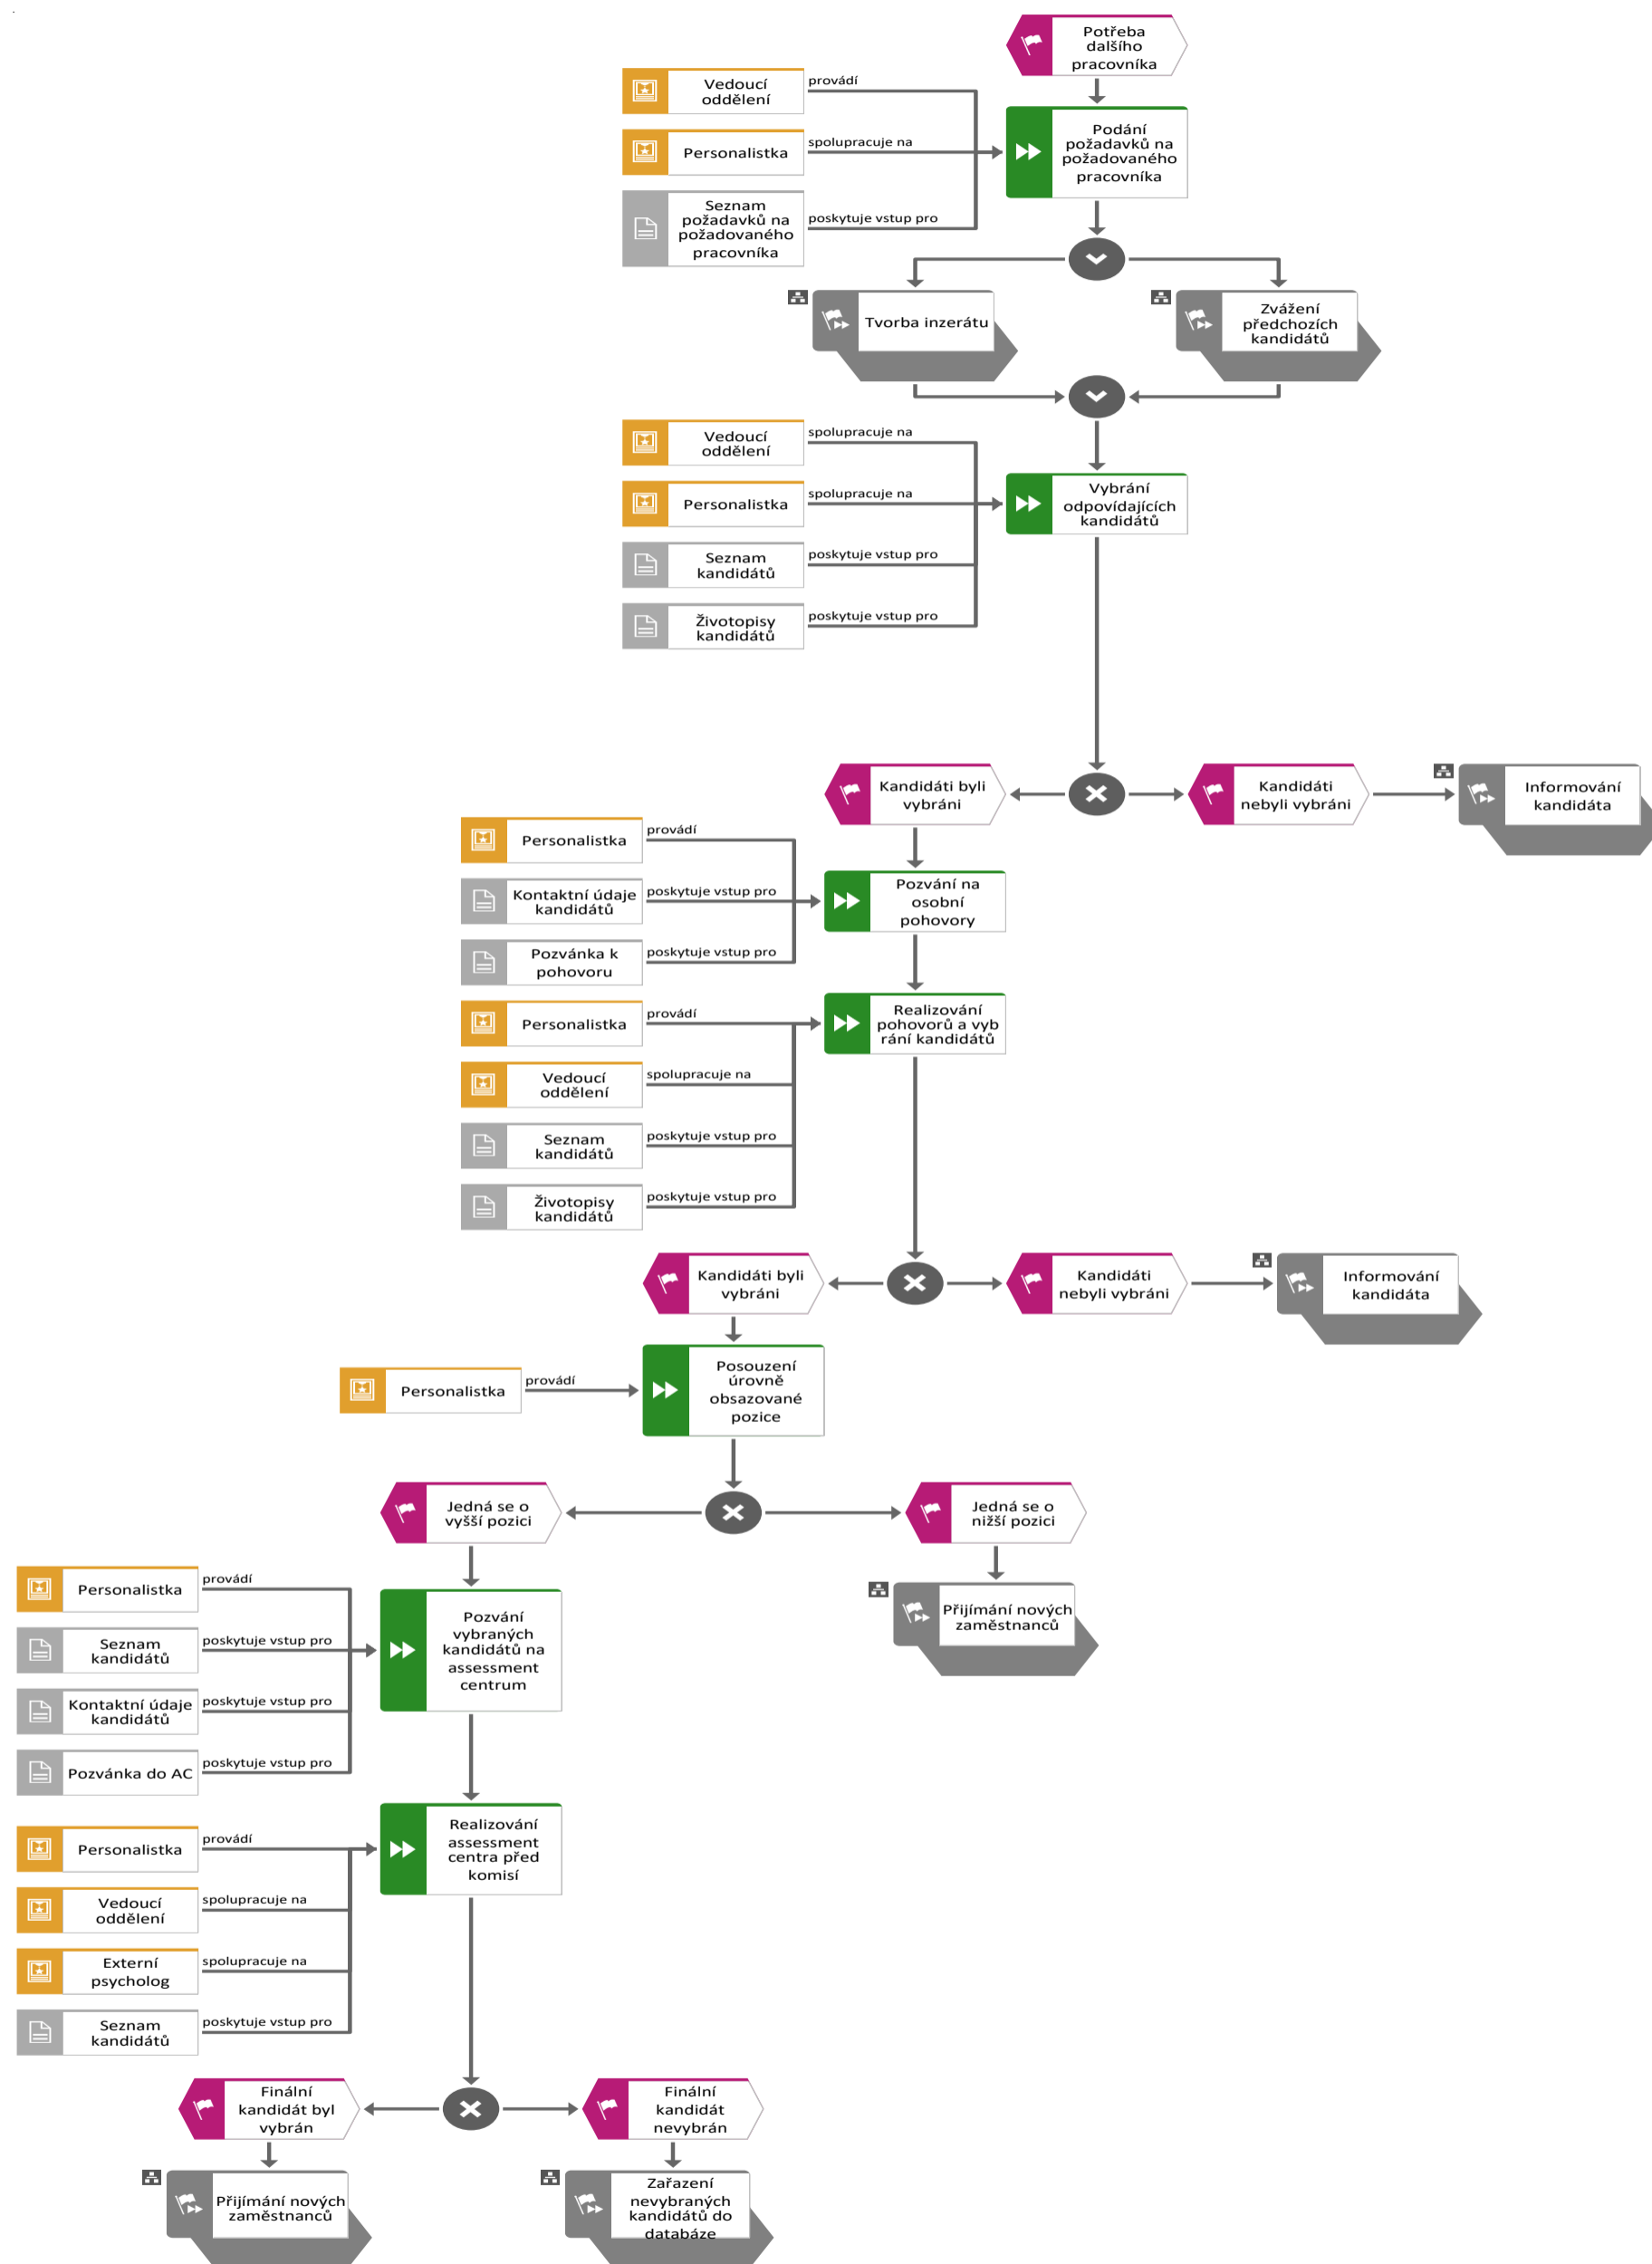 Potřeba
dalšího
pracovníka
Vedoucí
oddělení
provádí
Personalistka
spolupracuje na
Podání
požadavků na
požadovaného
pracovníka
Seznam
požadavků na
požadovaného
pracovníka
poskytuje vstup pro
Tvorba inzerátu
Zvážení
předchozích
kandidátů
Vedoucí
oddělení
spolupracuje na
Personalistka
spolupracuje na
Vybrání
odpovídajících
kandidátů
Seznam
kandidátů
poskytuje vstup pro
Životopisy
kandidátů
poskytuje vstup pro
Kandidáti byli
vybráni
Kandidáti
nebyli vybráni
Informování
kandidáta
Personalistka
provádí
Kontaktní údaje
kandidátů
poskytuje vstup pro
Pozvání na
osobní
pohovory
Pozvánka k
pohovoru
poskytuje vstup pro
Personalistka
provádí
Realizování
pohovorů a vyb
rání kandidátů
Vedoucí
oddělení
spolupracuje na
Seznam
kandidátů
poskytuje vstup pro
Životopisy
kandidátů
poskytuje vstup pro
Kandidáti byli
vybráni
Kandidáti
nebyli vybráni
Informování
kandidáta
Personalistka
provádí
Posouzení
úrovně
obsazované
pozice
Jedná se o
vyšší pozici
Jedná se o
nižší pozici
Personalistka
provádí
Přijímání nových
zaměstnanců
Seznam
kandidátů
poskytuje vstup pro
Pozvání
vybraných
kandidátů na
assessment
centrum
Kontaktní údaje
kandidátů
poskytuje vstup pro
Pozvánka do AC
poskytuje vstup pro
Personalistka
provádí
Realizování
assessment
centra před
komisí
Vedoucí
oddělení
spolupracuje na
Externí
psycholog
spolupracuje na
Seznam
kandidátů
poskytuje vstup pro
Finální
kandidát byl
vybrán
Finální
kandidát
nevybrán
Přijímání nových
zaměstnanců
Zařazení
nevybraných
kandidátů do
databáze